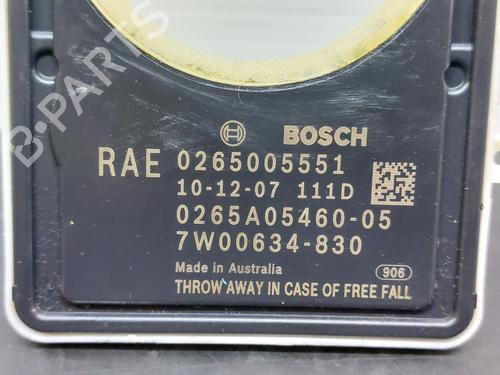 B-PARTS
BOSCH
RAE 0265005551
10-12-07 111D
0265A05460-05
7W00634-830
Made in Australia
906
THROW AWAY IN CASE OF FREE FALL